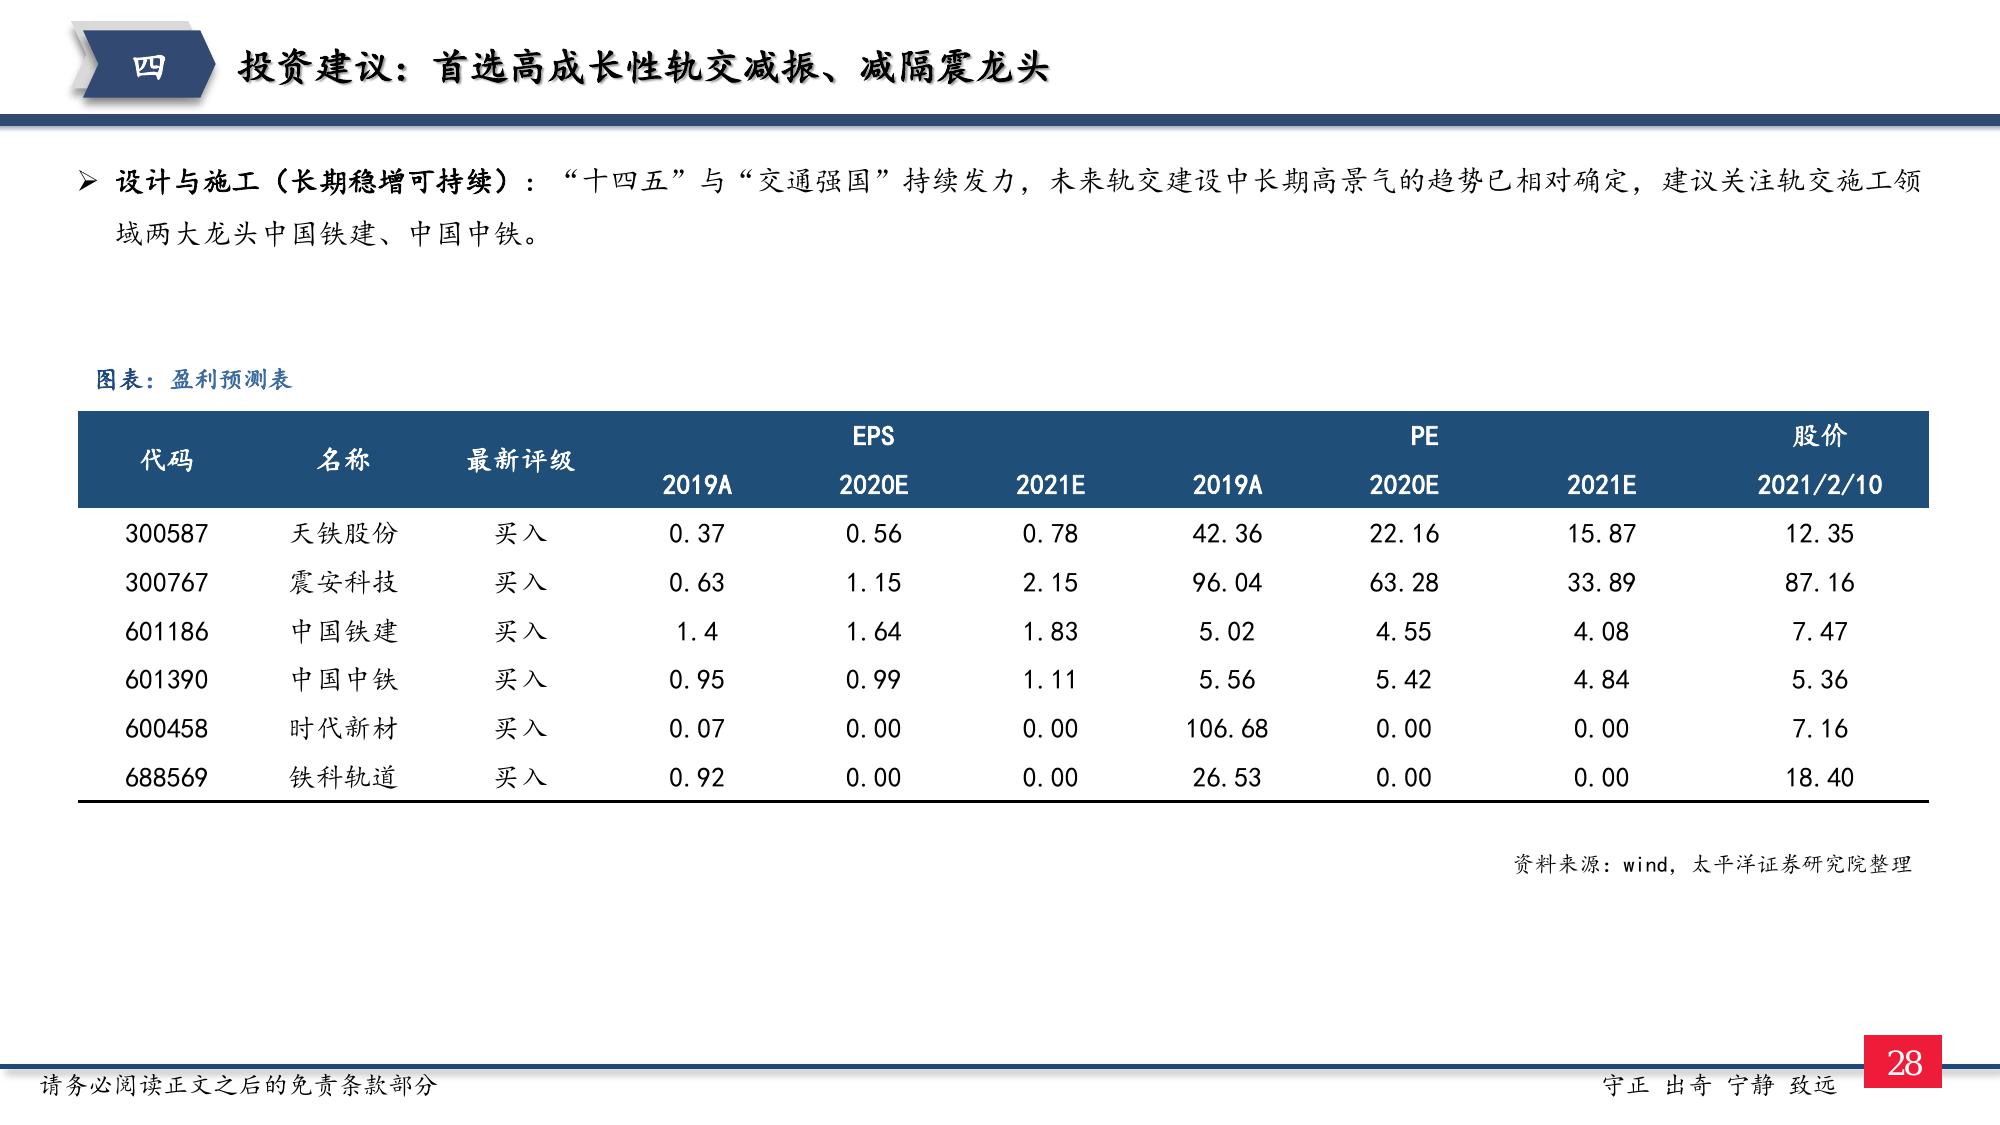 四
投资建议：首选高成长性轨交减振、减隔震龙头
➢ 设计与施工（长期稳增可持续）：“十四五”与“交通强国”持续发力，未来轨交建设中长期高景气的趋势已相对确定，建议关注轨交施工领
域两大龙头中国铁建、中国中铁。
图表：盈利预测表
代码 名称 最新评级 EPS PE 股价
2019A 2020E 2021E 2019A 2020E 2021E 2021/2/10
300587 天铁股份 买入 0.37 0.56 0.78 42.36 22.16 15.87 12.35
300767 震安科技 买入 0.63 1.15 2.15 96.04 63.28 33.89 87.16
601186 中国铁建 买入 1.4 1.64 1.83 5.02 4.55 4.08 7.47
601390 中国中铁 买入 0.95 0.99 1.11 5.56 5.42 4.84 5.36
600458 时代新材 买入 0.07 0.00 0.00 106.68 0.00 0.00 7.16
688569 铁科轨道 买入 0.92 0.00 0.00 26.53 0.00 0.00 18.40
资料来源：wind，太平洋证券研究院整理
请务必阅读正文之后的免责条款部分
守正 出奇 宁静 致远
28